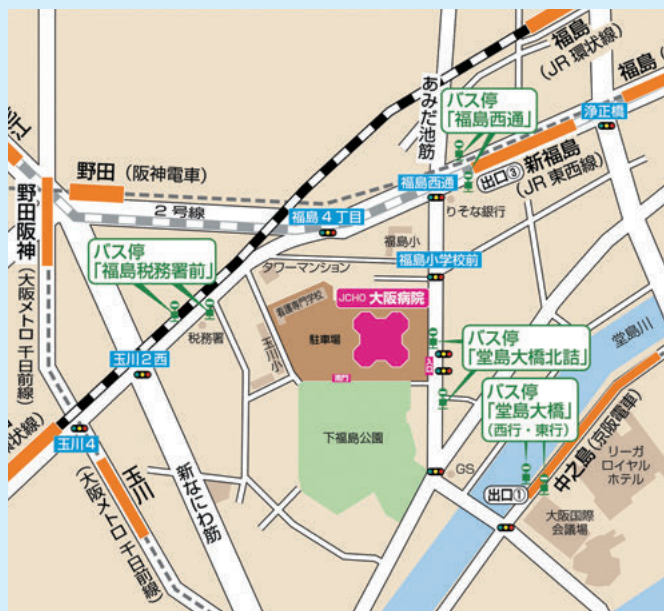 福島
（JR環状線）
福島（
浄正橋
あみだ池筋
バス停
「福島西通」
新福島
（JR東西線）
出口③
福島西通
りそな銀行
野田（阪神電車）
2号線
福島4丁目
福島小
福島小学校前
野田阪神
（大阪メトロ千日前線）
バス停
「福島税務署前」
タワーマンション
看護専門学校
JCHO 大阪病院
駐車場
入口
南門
税務署
玉川小
玉川2西
バス停
「堂島大橋北詰」
堂島川
バス停
「堂島大橋」
（西行・東行）
中之島（京阪電車）
リーガ
ロイヤル
ホテル
出口①
大阪国際
会議場
GS
下福島公園
玉川4
環状線）
玉川
（大阪メトロ千日前線）
新なにわ筋